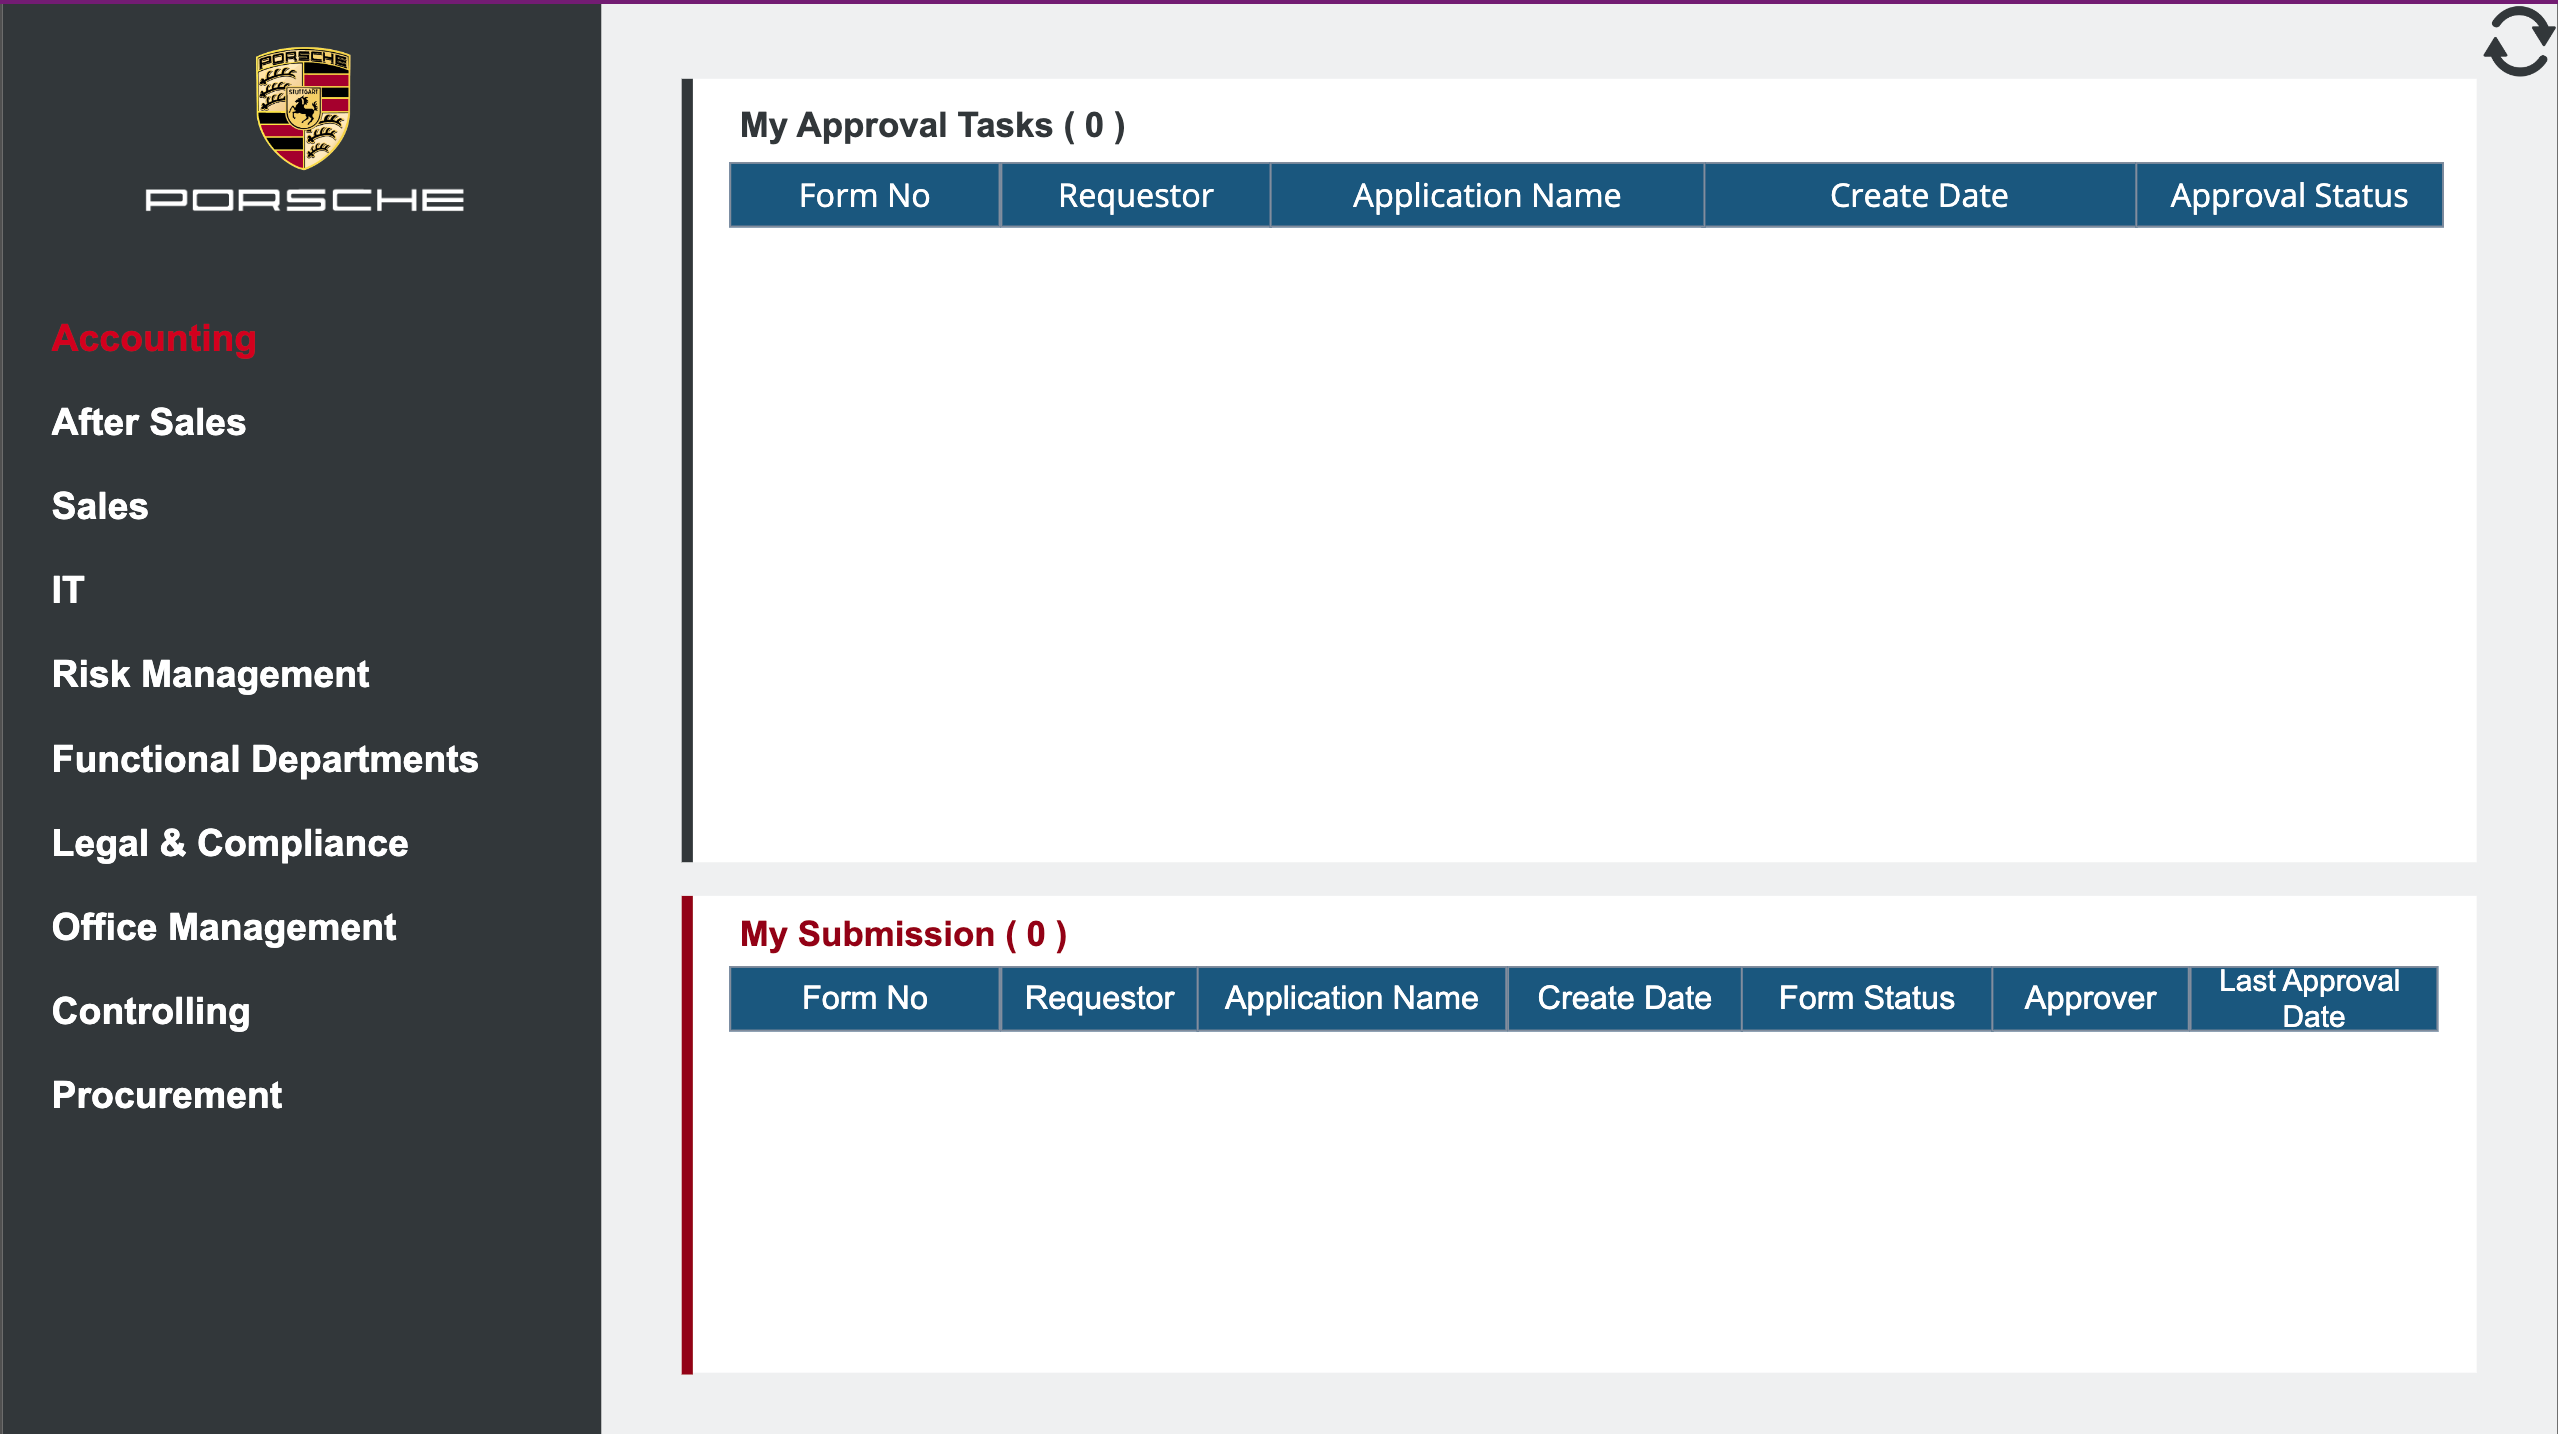 PORSCHE
STUTTGART
PORSCHE
Accounting
After Sales
Sales
IT
Risk Management
Functional Departments
Legal & Compliance
Office Management
Controlling
Procurement
My Approval Tasks ( 0 )
Form No Requestor Application Name Create Date Approval Status
My Submission ( 0 )
Form No Requestor Application Name Create Date Form Status Approver Last Approval
Date